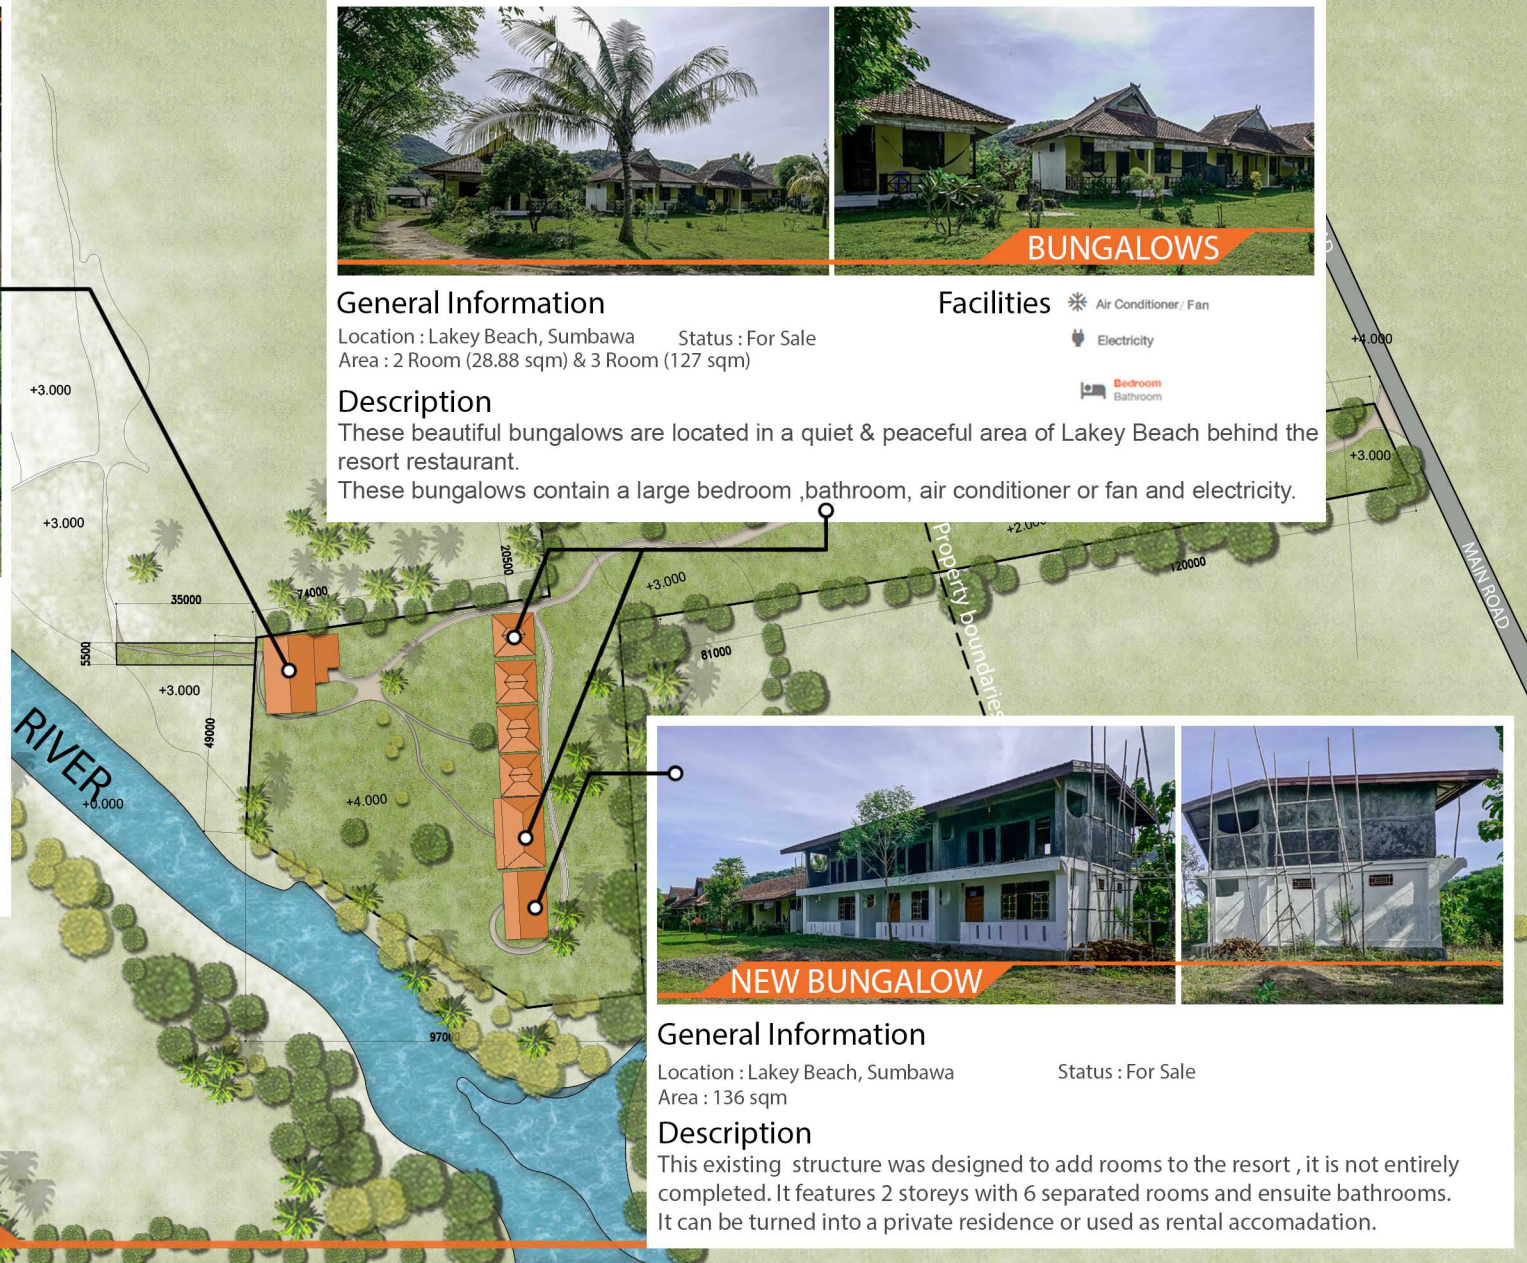 BUNGALOWS
General Information
Location : Lakey Beach, Sumbawa Status : For Sale
Area : 2 Room (28.88 sqm) & 3 Room (127 sqm)
Facilities
Air Conditioner/ Fan
Electricity
Bedroom
Bathroom
Description
These beautiful bungalows are located in a quiet & peaceful area of Lakey Beach behind the
resort restaurant.
These bungalows contain a large bedroom ,bathroom, air conditioner or fan and electricity.
+4.000
+3.000
+3.000
+3.000
+2.000
120000
MAIN ROAD
Property boundaries
20500
+3.000
74000
35000
5500
+3.000
49000
81000
RIVER
+0.000
+4.000
NEW BUNGALOW
General Information
Location : Lakey Beach, Sumbawa Status : For Sale
Area : 136 sqm
Description
This existing structure was designed to add rooms to the resort , it is not entirely
completed. It features 2 storeys with 6 separated rooms and ensuite bathrooms.
It can be turned into a private residence or used as rental accomadation.